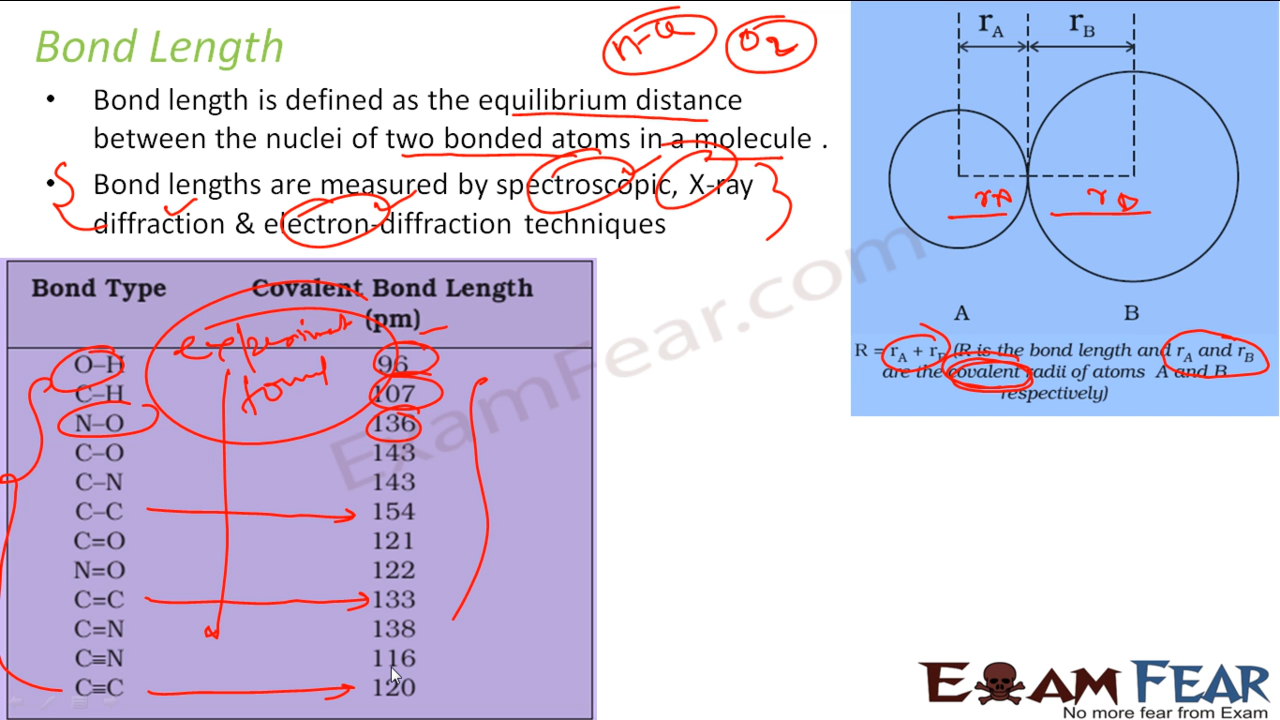 Bond Length
n-a
O2
• Bond length is defined as the equilibrium distance
between the nuclei of two bonded atoms in a molecule .
• Bond lengths are measured by spectroscopic, X-ray
diffraction & electron-diffraction techniques
Bond Type Covalent Bond Length
(pm)
O–H 96
C–H 107
N–O 136
C–O 143
C–N 143
C–C 154
C=O 121
N=O 122
C=C 133
C=N 138
C≡N 116
C≡C 120
found
rA rB
rA rB
A B
R = rA + rB (R is the bond length and rA and rB
are the covalent radii of atoms A and B
respectively)
ExamFear.com
EXAM FEAR
No more fear from Exam